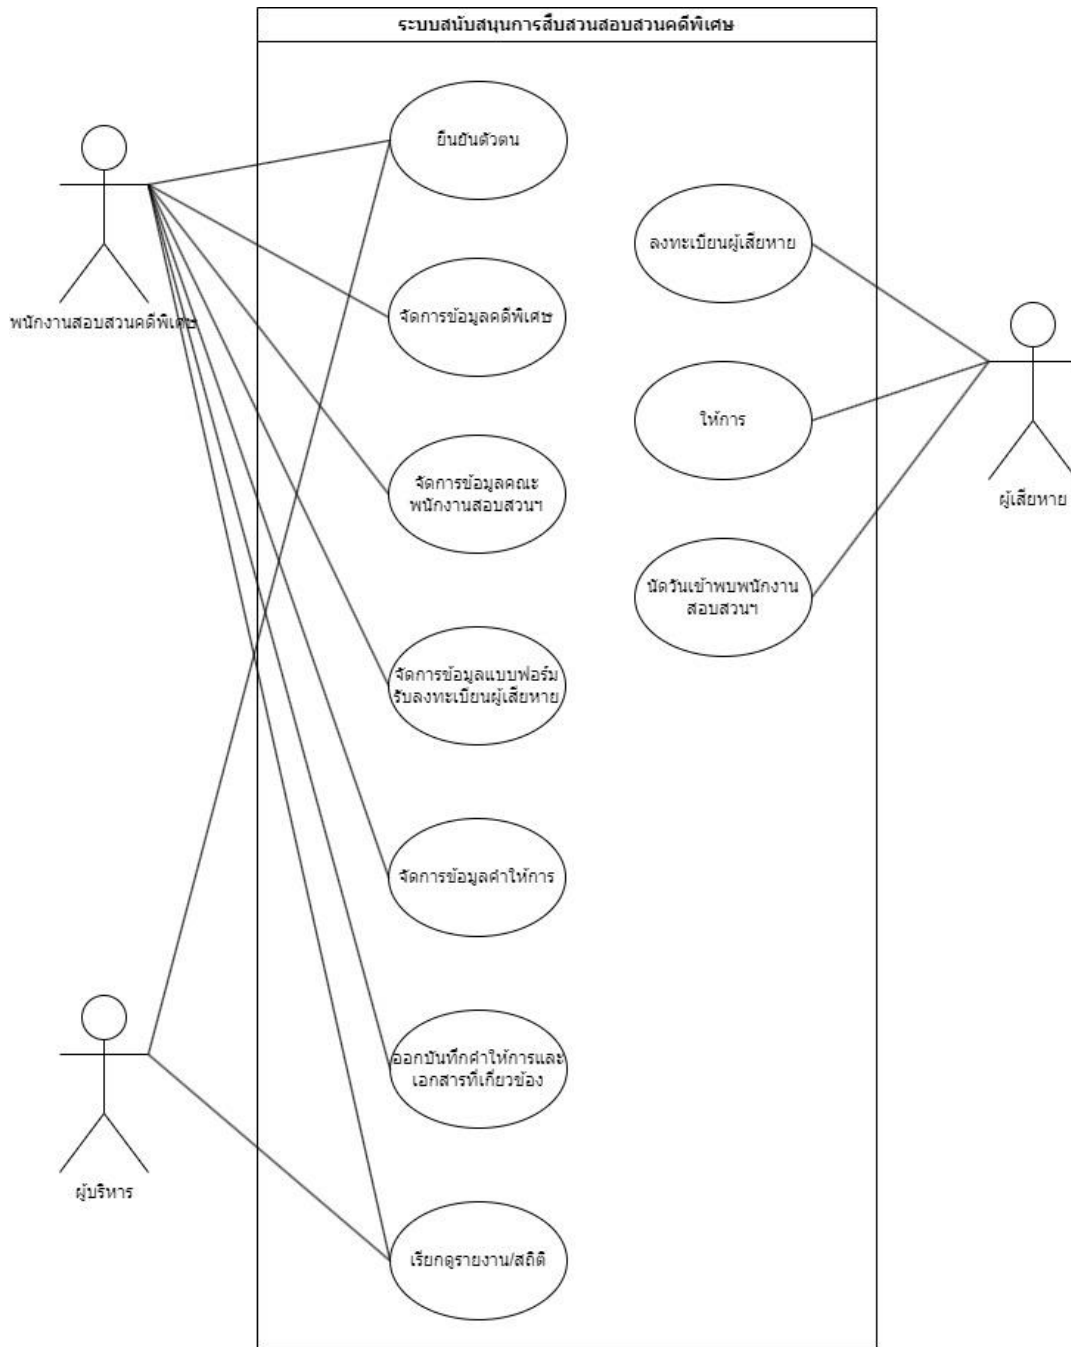 ระบบสนับสนุนการสืบสวนสอบสวนคดีพิเศษ
ยืนยันตัวตน
พนักงานสอบสวนคดีพิเศษ
จัดการข้อมูลคดีพิเศษ
จัดการข้อมูลคณะ
พนักงานสอบสวนฯ
จัดการข้อมูลแบบฟอร์ม
รับลงทะเบียนผู้เสียหาย
จัดการข้อมูลคำให้การ
ออกบันทึกคำให้การและ
เอกสารที่เกี่ยวข้อง
เรียกดูรายงาน/สถิติ
ผู้บริหาร
ลงทะเบียนผู้เสียหาย
ให้การ
นัดวันเข้าพบพนักงาน
สอบสวนฯ
ผู้เสียหาย